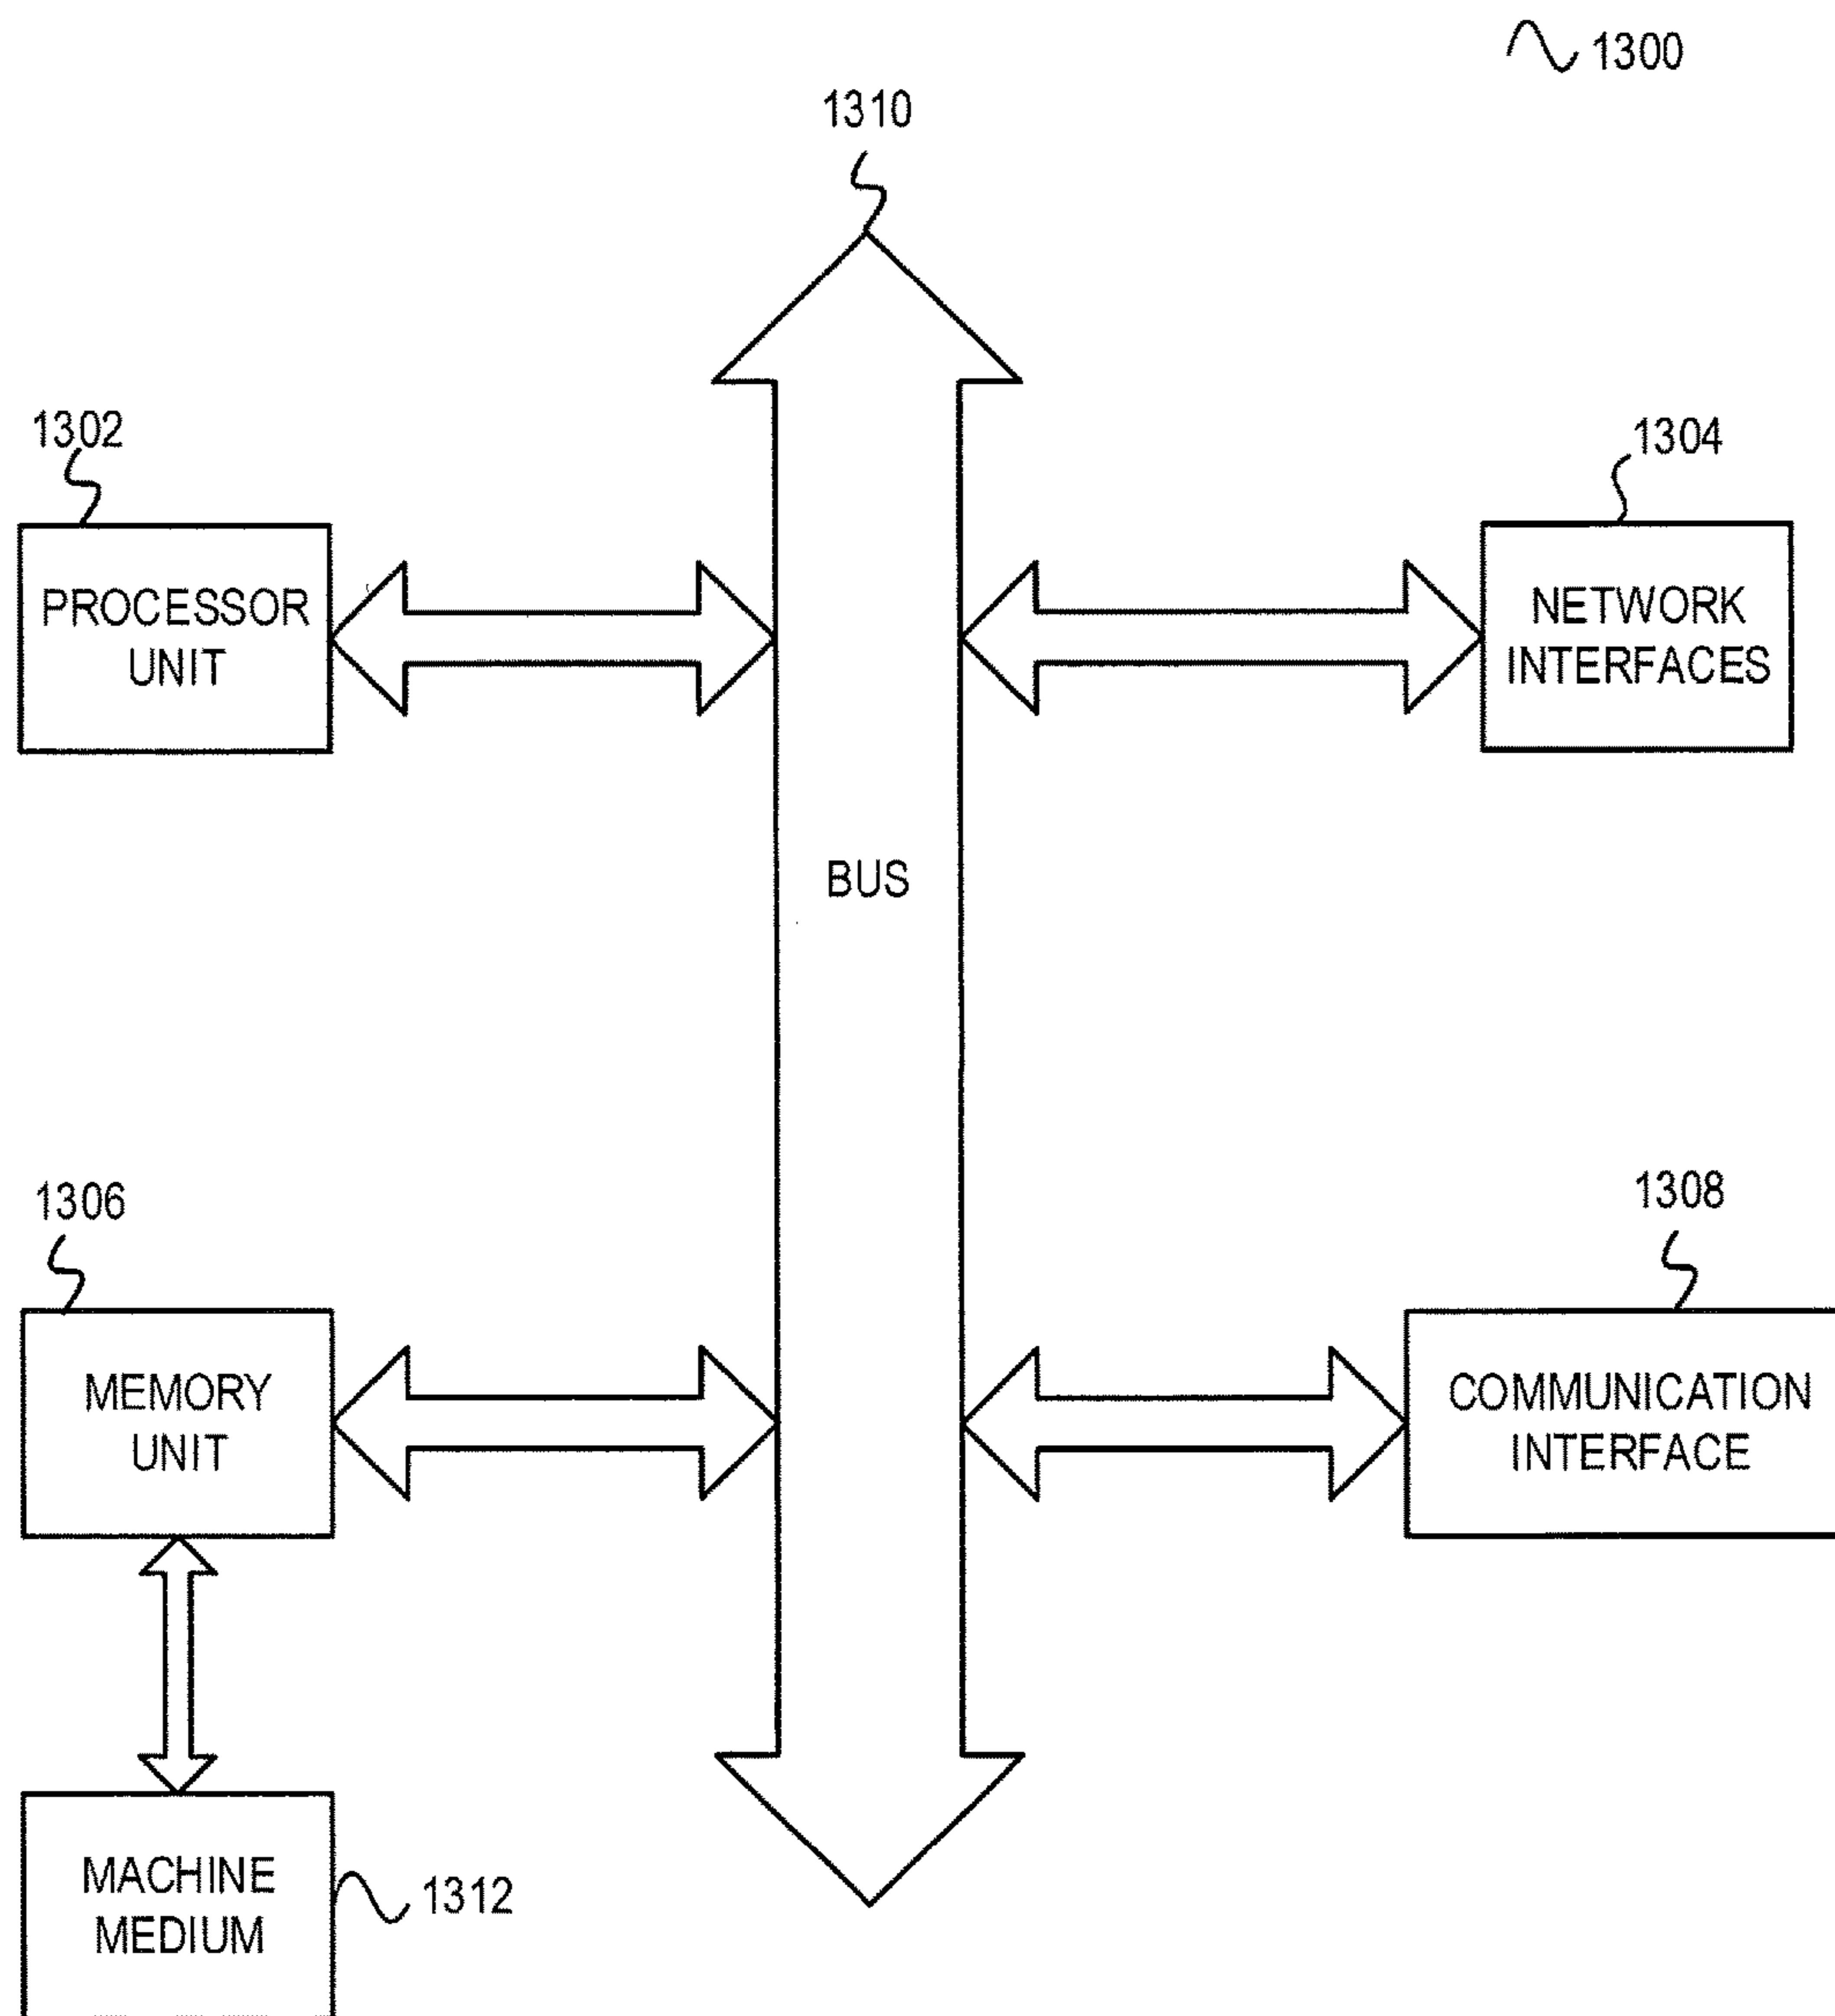 1300
1310
1302
1304
PROCESSOR
UNIT
NETWORK
INTERFACES
BUS
1306
1308
MEMORY
UNIT
COMMUNICATION
INTERFACE
MACHINE
MEDIUM
1312